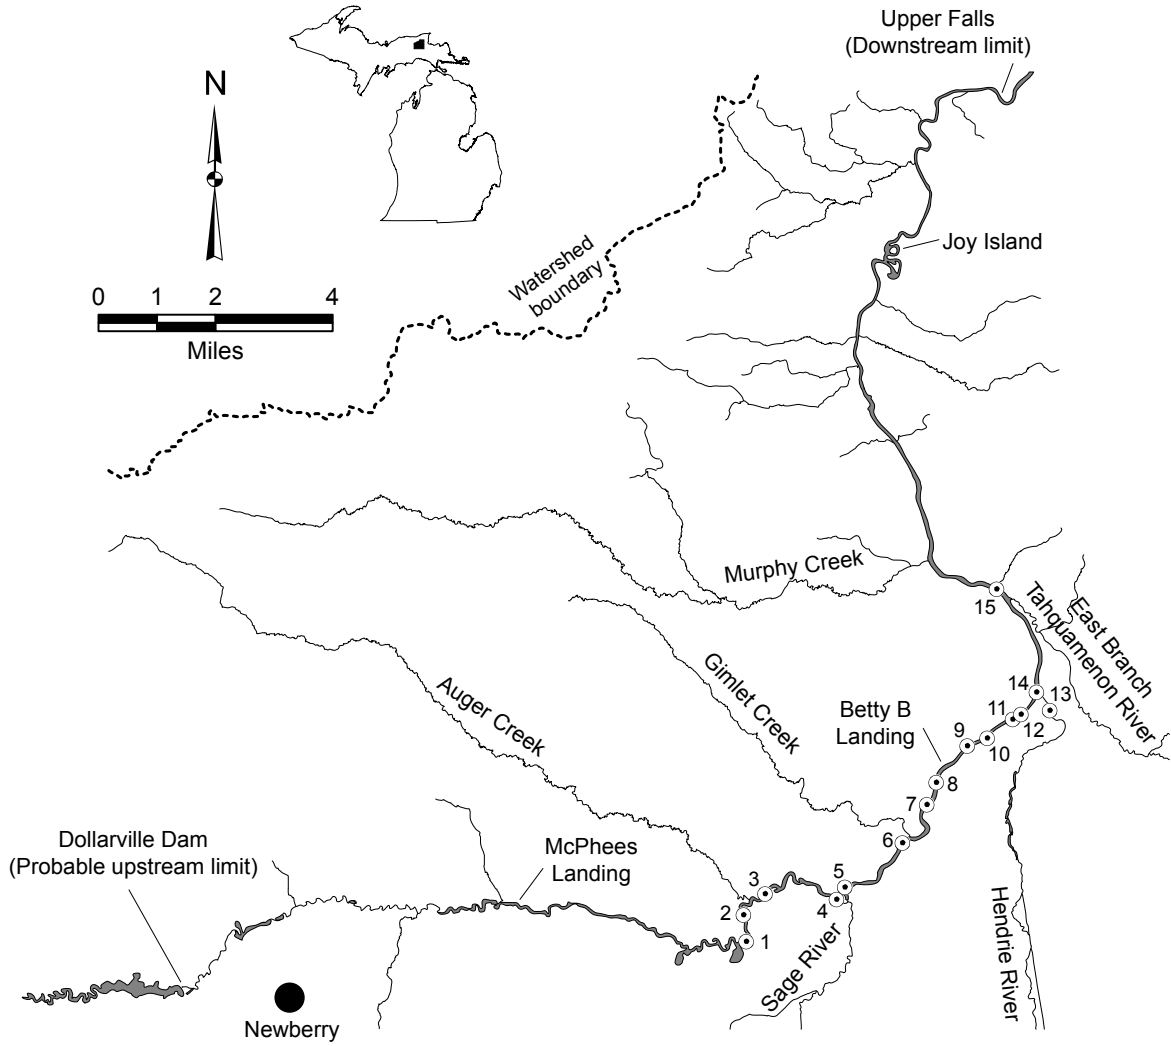 Upper Falls
(Downstream limit)
N
Joy Island
Watershed
boundary
0 1 2 4
Miles
Murphy Creek
15
East Branch
Tahquamenon River
Gimlet Creek
Auger Creek
14
13
Betty B
Landing
11
12
9
10
8
7
Dollarville Dam
(Probable upstream limit)
McPhees
Landing
6
5
3
4
2
1
Sage River
Hendrie River
Newberry